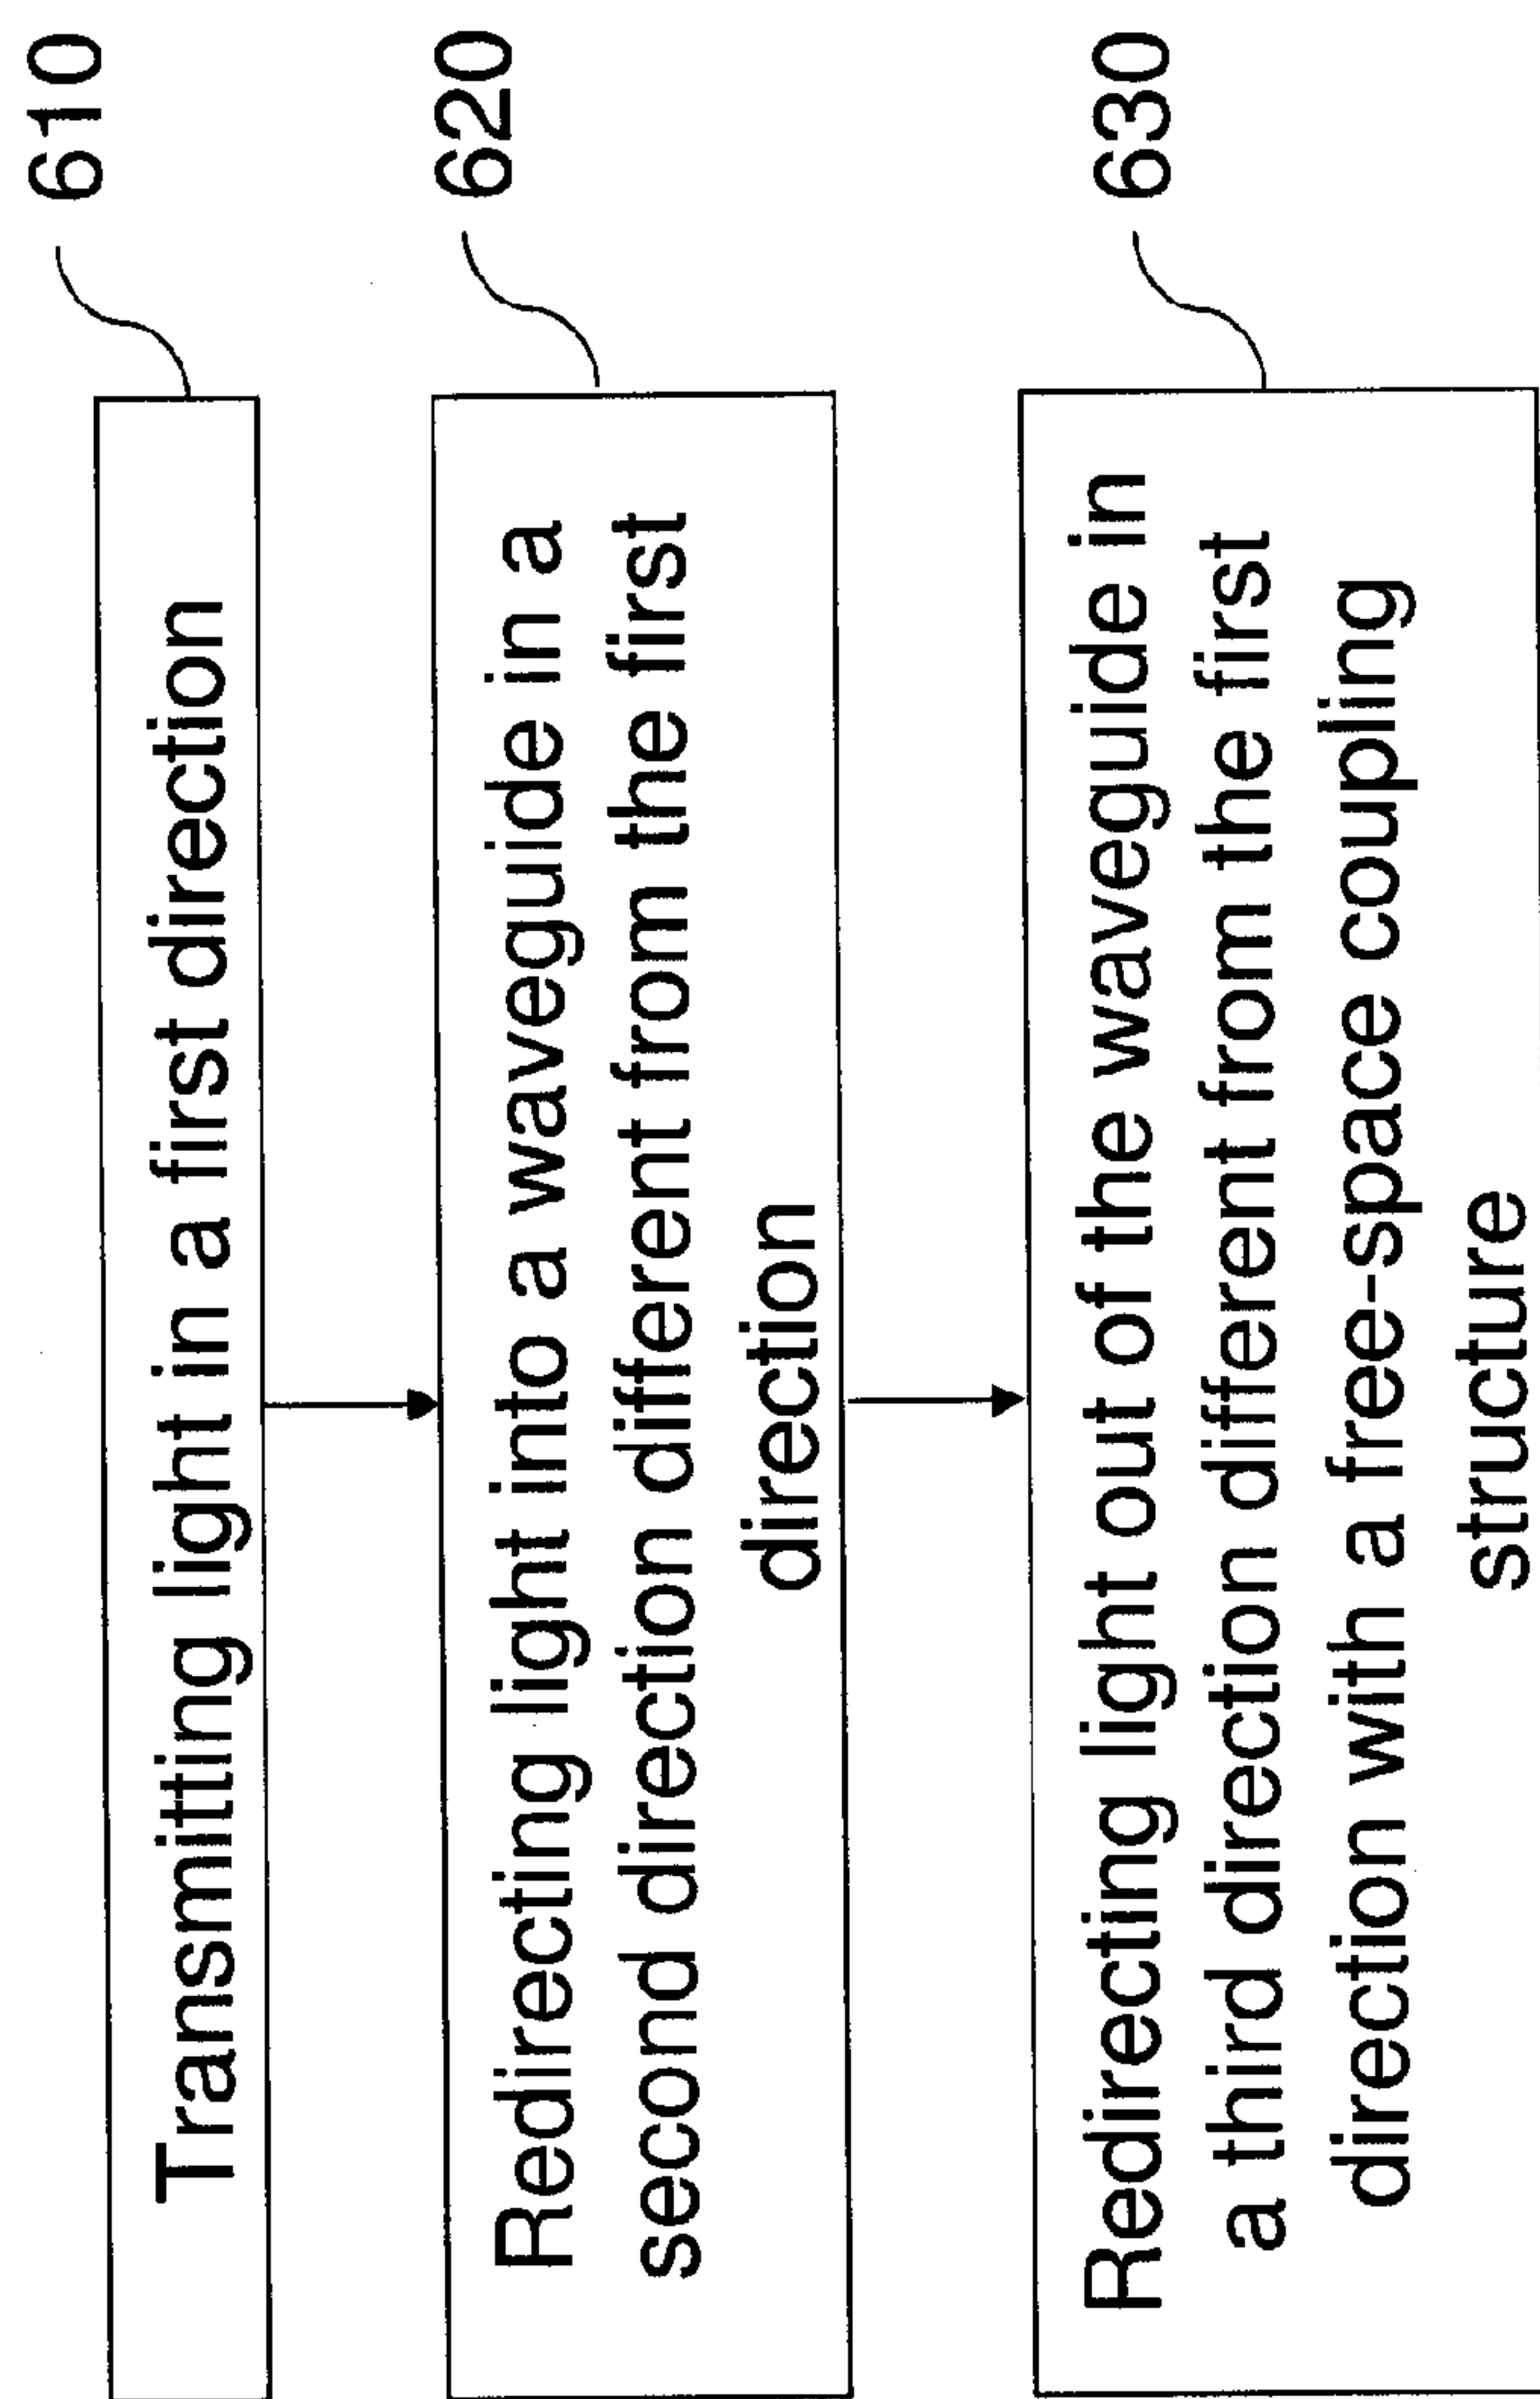 610
Transmitting light in a first direction
620
Redirecting light into a waveguide in a
second direction different from the first
direction
630
Redirecting light out of the waveguide in
a third direction different from the first
direction with a free-space coupling
structure